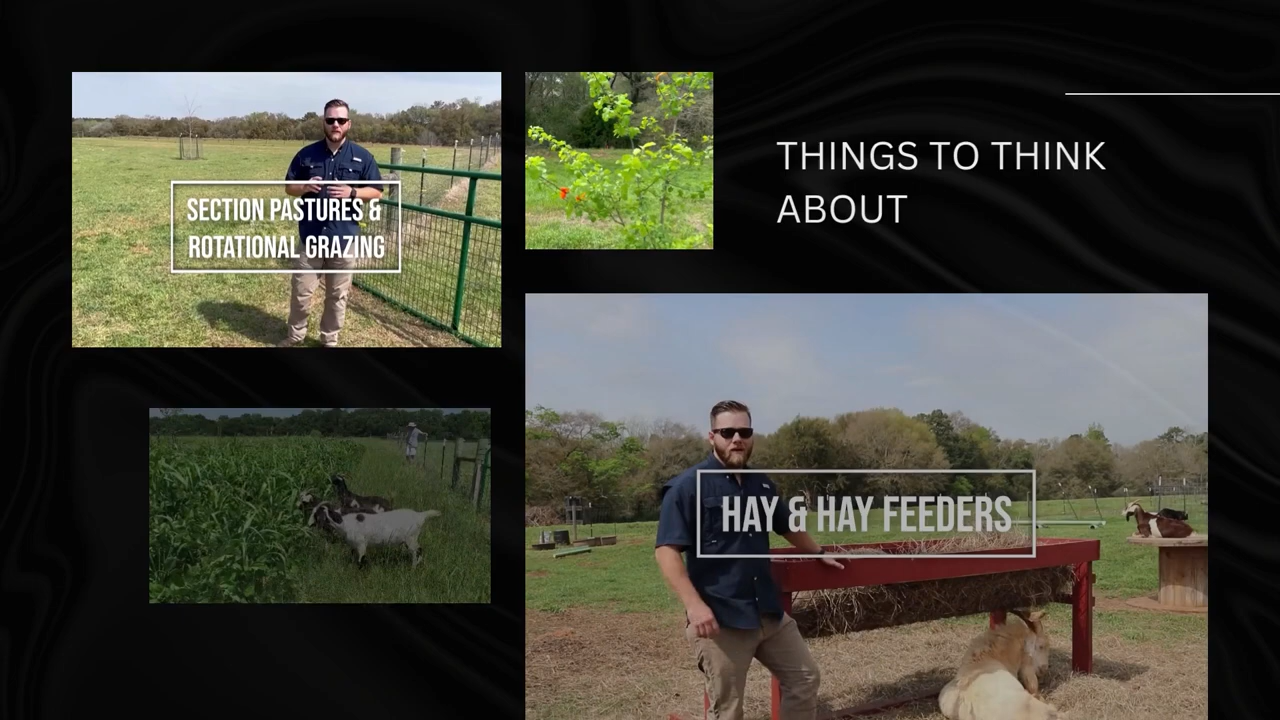 SECTION PASTURES &
ROTATIONAL GRAZING
THINGS TO THINK
ABOUT
HAY & HAY FEEDERS